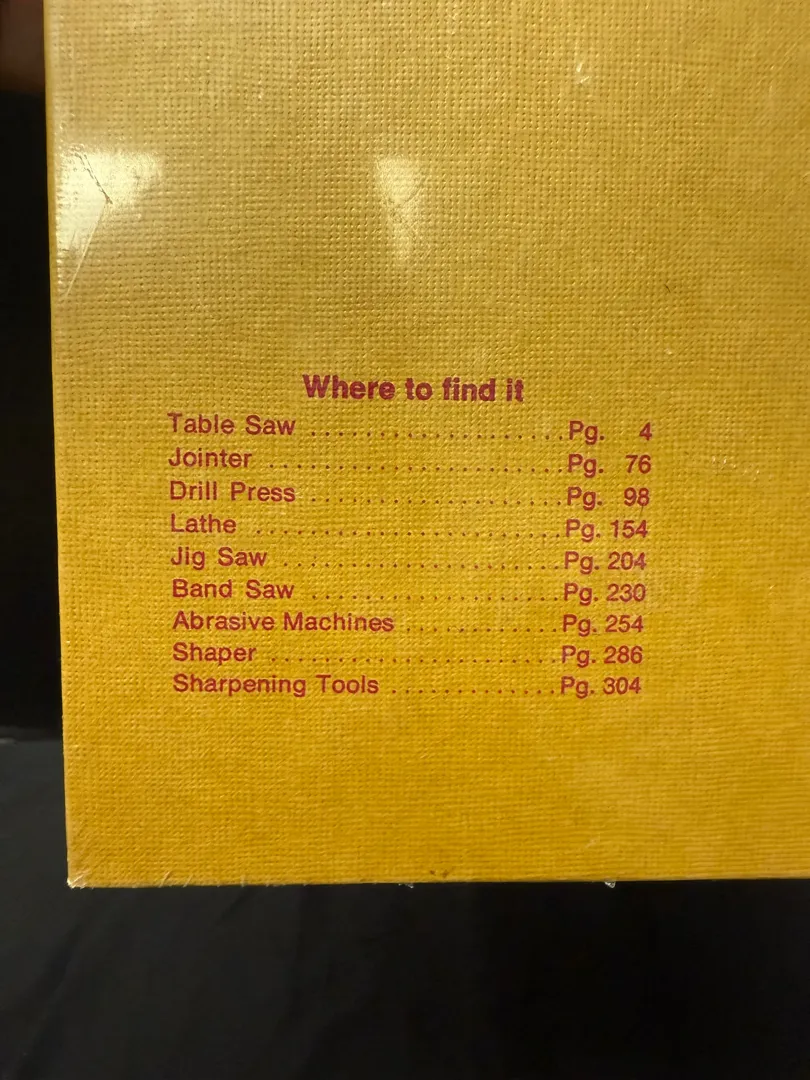 Where to find it
Table Saw ..................... Pg. 4
Jointer ........................ Pg. 76
Drill Press .................... Pg. 98
Lathe ......................... Pg. 154
Jig Saw ...................... Pg. 204
Band Saw ................... Pg. 230
Abrasive Machines ............ Pg. 254
Shaper ....................... Pg. 286
Sharpening Tools ............. Pg. 304